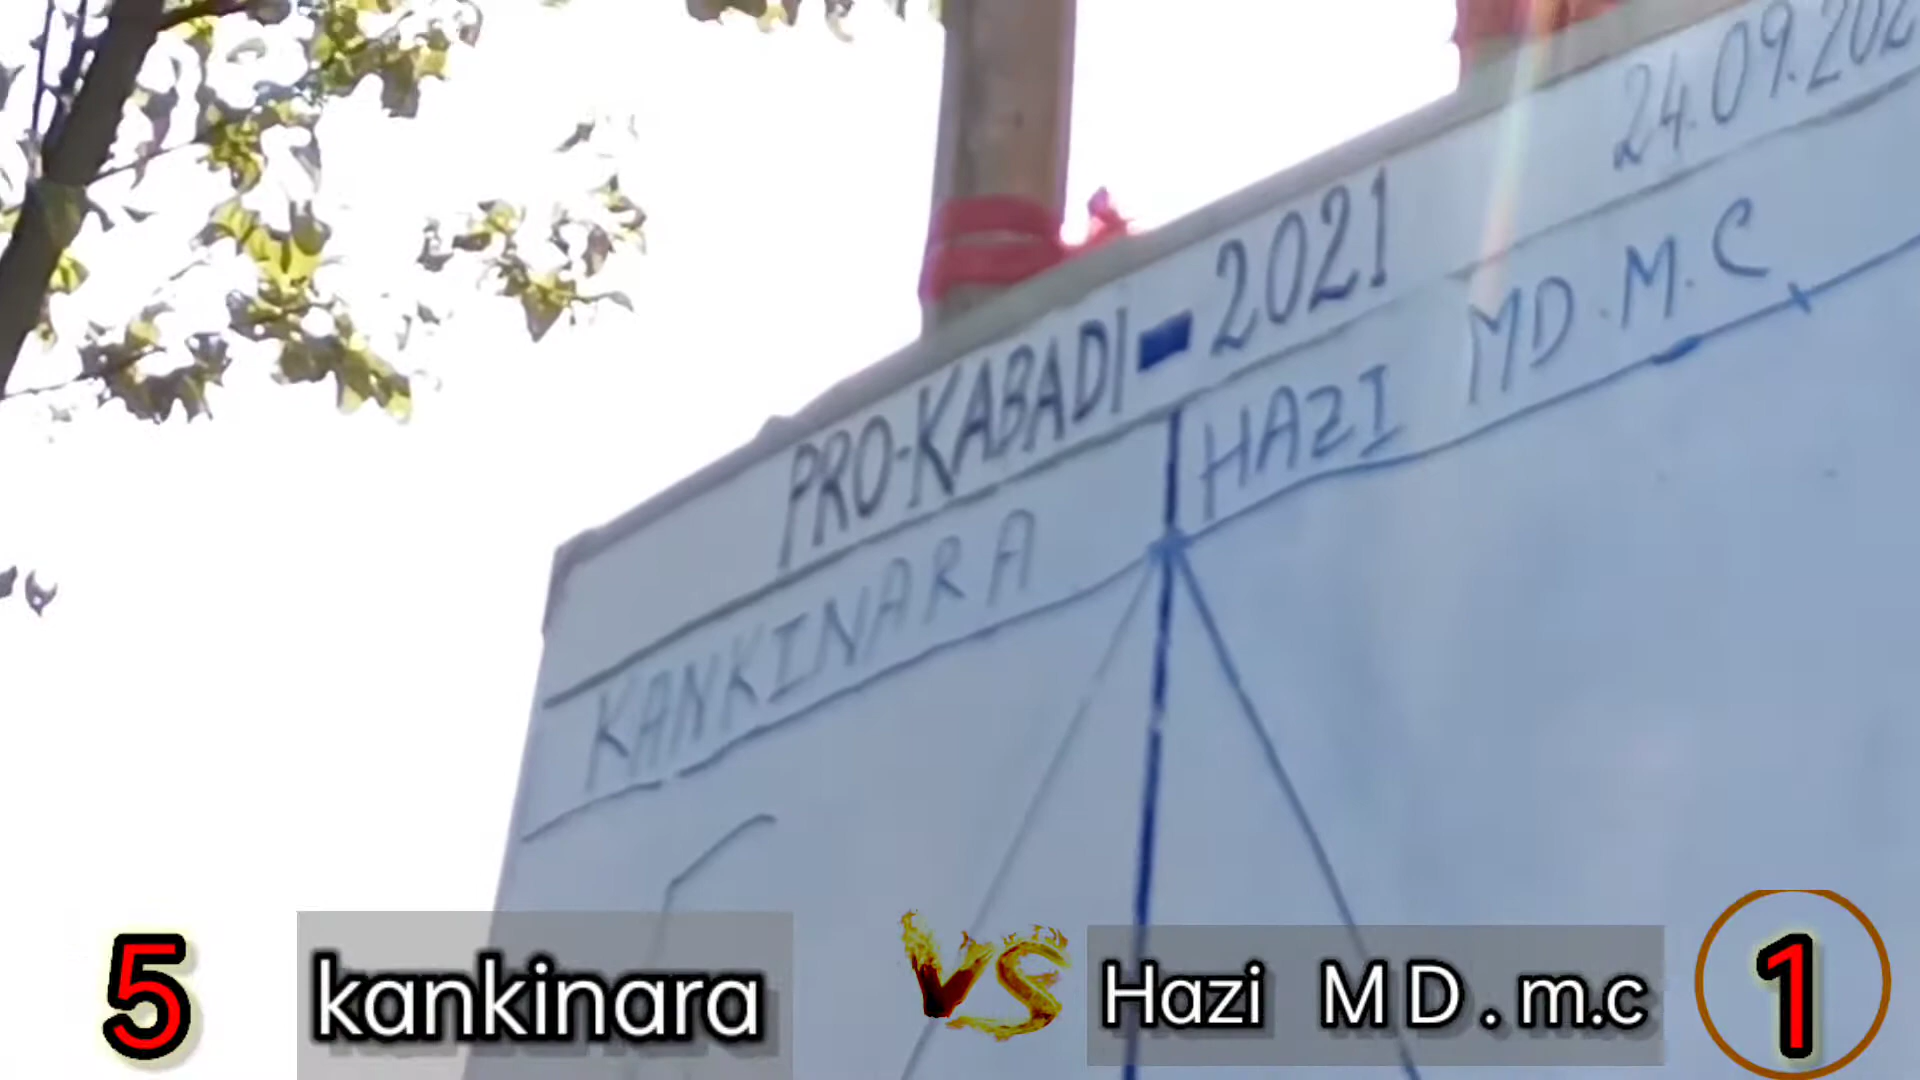 PRO-KABADI-2021 24.09.202
KANKINARA HAZI MD.M.C
5 kankinara VS Hazi MD.m.c 1